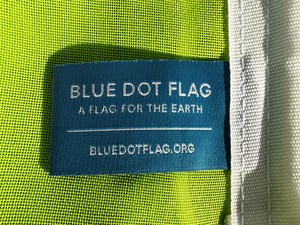 BLUE DOT FLAG
A FLAG FOR THE EARTH
BLUEDOTFLAG.ORG